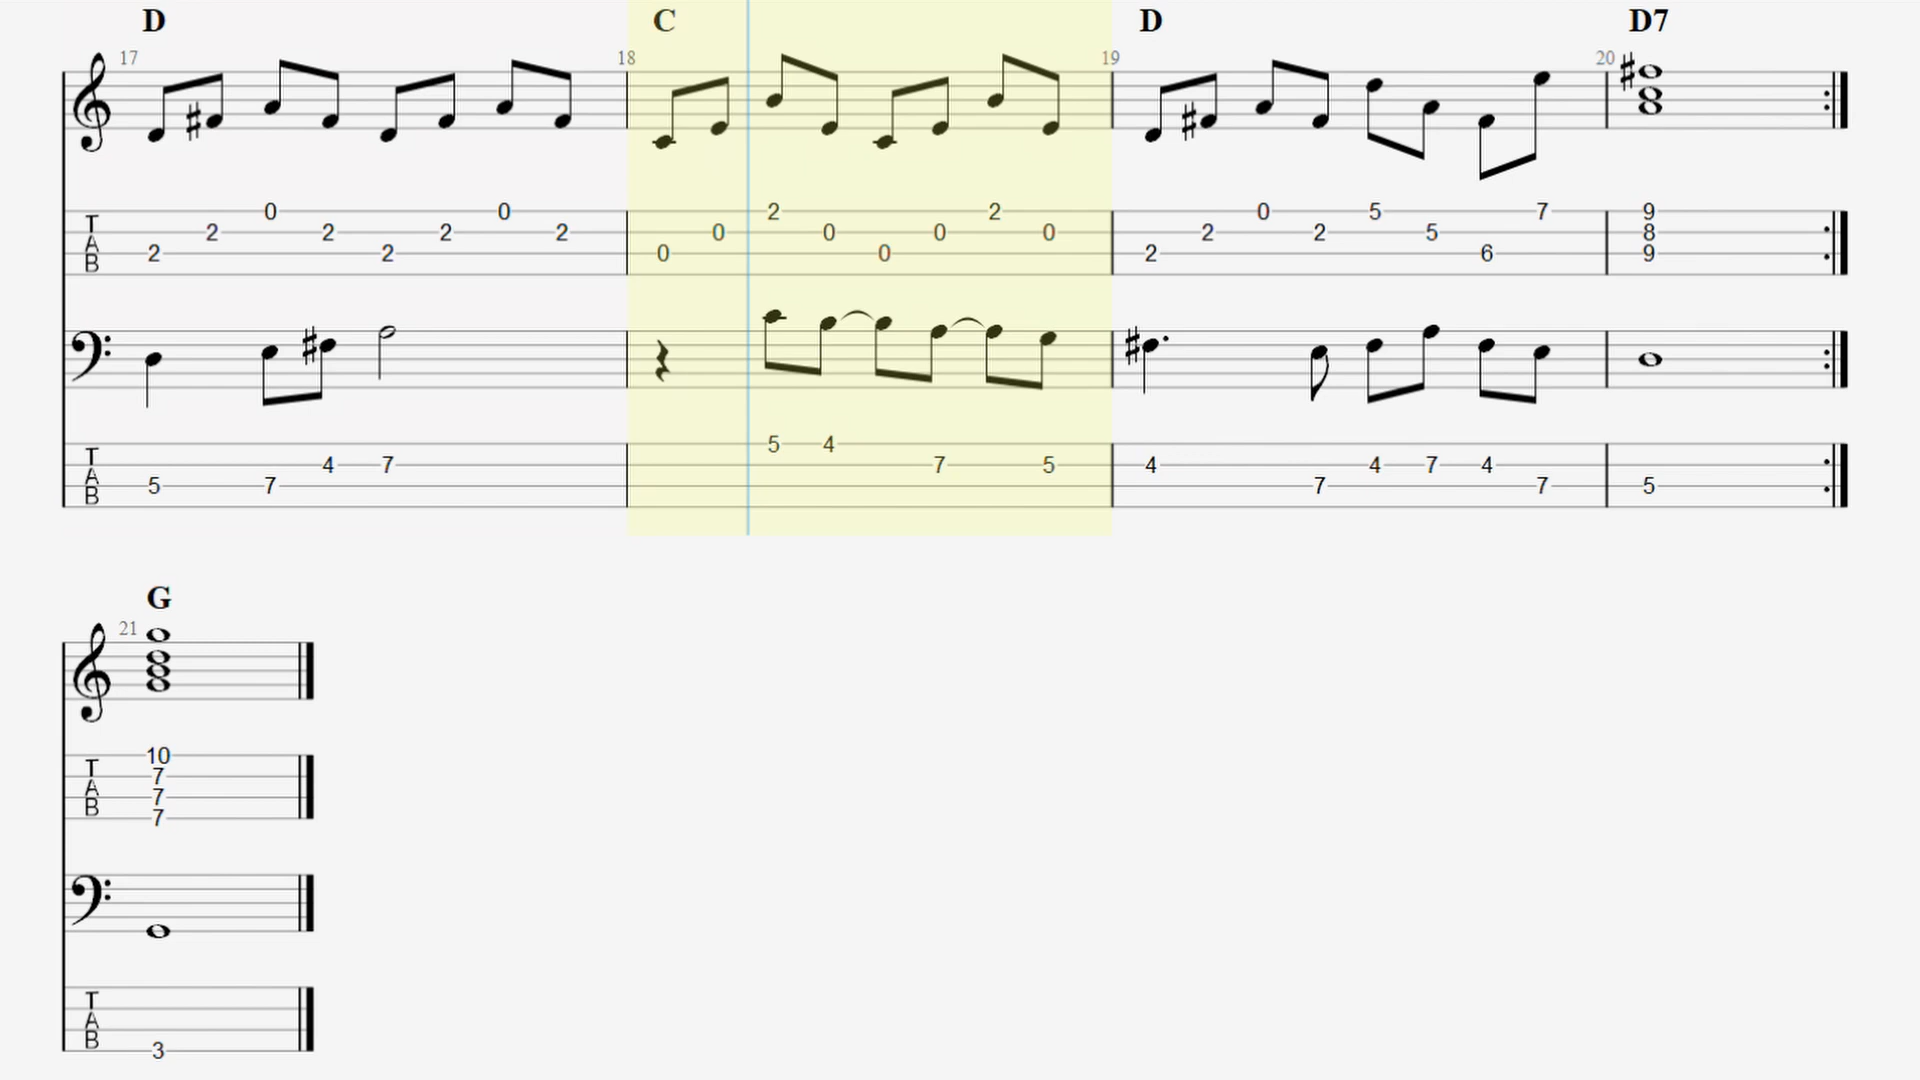 D C D D7
17 18 19 20
T A B
0 0 2 2 0 5 7 9
2 2 2 2 0 0 0 0 2 2 5 8
2 2 0 0 2 6 9
T A B
5 4
4 7 7 5 4 4 7 4
5 7 7 7 5
G
21
T A B
10
7
7
7
T A B
3